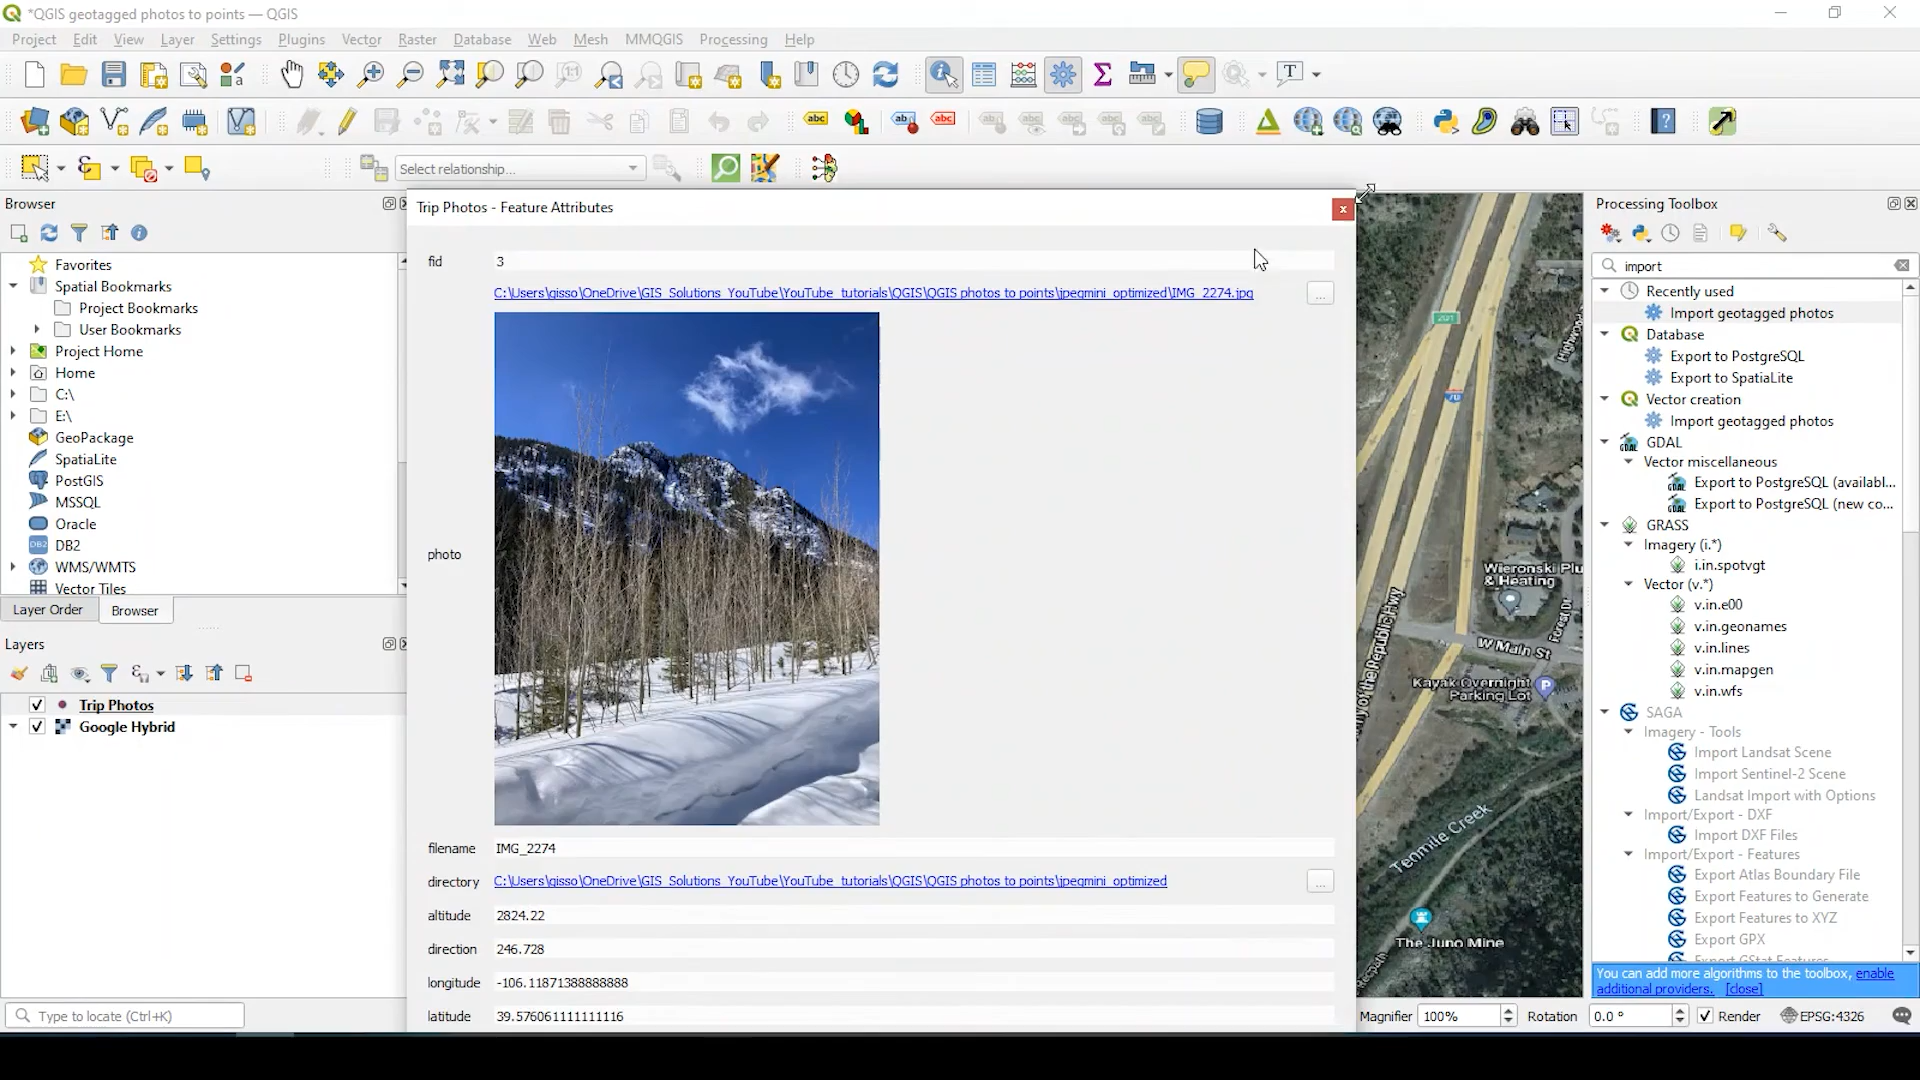 *QGIS geotagged photos to points — QGIS
Project Edit View Layer Settings Plugins Vector Raster Database Web Mesh MMQGIS Processing Help
Select relationship...
Browser
Favorites
Spatial Bookmarks
Project Bookmarks
User Bookmarks
Project Home
Home
C:\
E:\
GeoPackage
SpatiaLite
PostGIS
MSSQL
Oracle
DB2
WMS/WMTS
Vector Tiles
Layer Order Browser
Layers
Trip Photos
Google Hybrid
Type to locate (Ctrl+K)
Trip Photos - Feature Attributes
fid 3
C:\Users\gisso\OneDrive\GIS_Solutions_YouTube\YouTube_tutorials\QGIS\QGIS photos to points\jpegmini_optimized\IMG_2274.jpg ...
photo
filename IMG_2274
directory C:\Users\gisso\OneDrive\GIS_Solutions_YouTube\YouTube_tutorials\QGIS\QGIS photos to points\jpegmini_optimized ...
altitude 2824.22
direction 246.728
longitude -106.11871388888888
latitude 39.576061111111116
Wieronski Plu
& Heating
Forest Dr
W Main St
Kayak Overnight
Parking Lot
Tenmile Creek
The Juno Mine
Processing Toolbox
import
Recently used
Import geotagged photos
Database
Export to PostgreSQL
Export to SpatiaLite
Vector creation
Import geotagged photos
GDAL
Vector miscellaneous
Export to PostgreSQL (availabl...
Export to PostgreSQL (new co...
GRASS
Imagery (i.*)
i.in.spotvgt
Vector (v.*)
v.in.e00
v.in.geonames
v.in.lines
v.in.mapgen
v.in.wfs
SAGA
Imagery - Tools
Import Landsat Scene
Import Sentinel-2 Scene
Landsat Import with Options
Import/Export - DXF
Import DXF Files
Import/Export - Features
Export Atlas Boundary File
Export Features to Generate
Export Features to XYZ
Export GPX
Export GStat Features
You can add more algorithms to the toolbox, enable
additional providers. [close]
Magnifier 100% Rotation 0.0 ° Render EPSG:4326